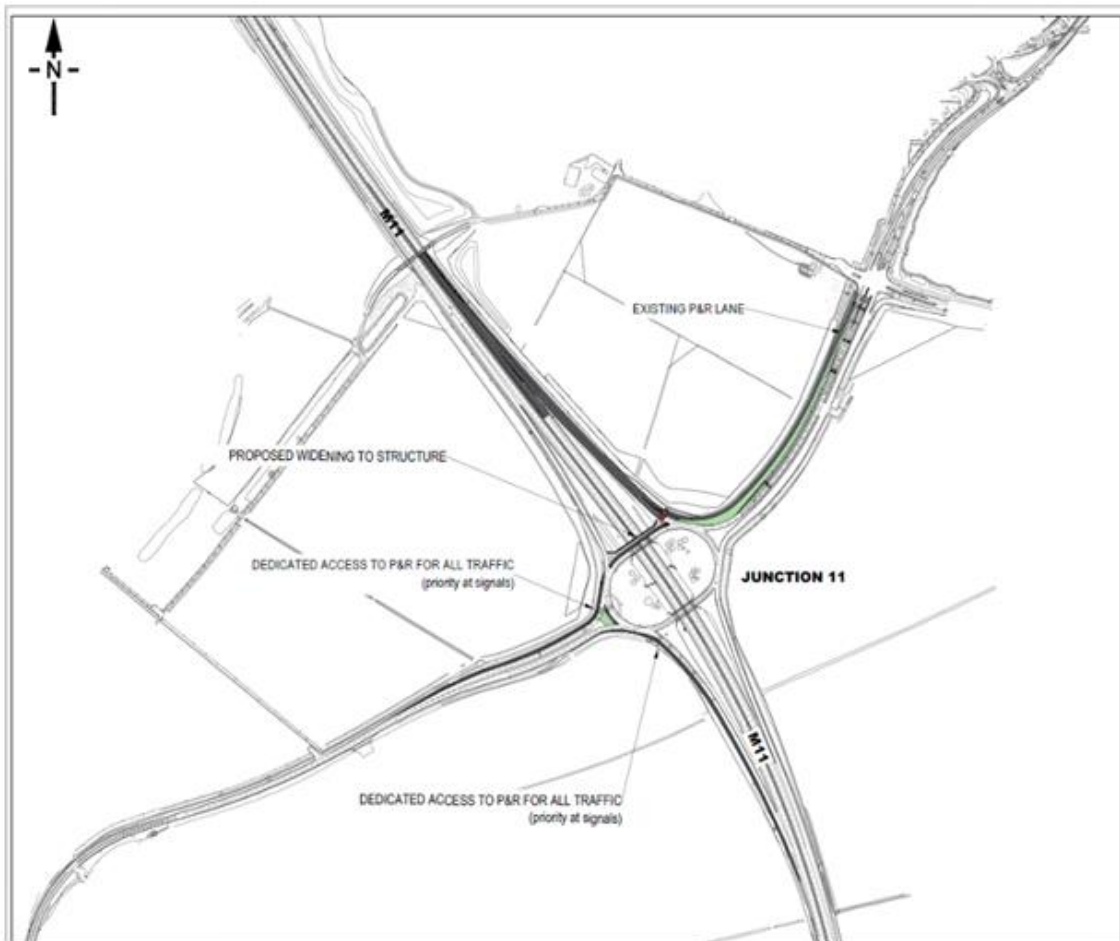 N
M11
EXISTING P&R LANE
PROPOSED WIDENING TO STRUCTURE
DEDICATED ACCESS TO P&R FOR ALL TRAFFIC
(priority at signals)
JUNCTION 11
M11
DEDICATED ACCESS TO P&R FOR ALL TRAFFIC
(priority at signals)